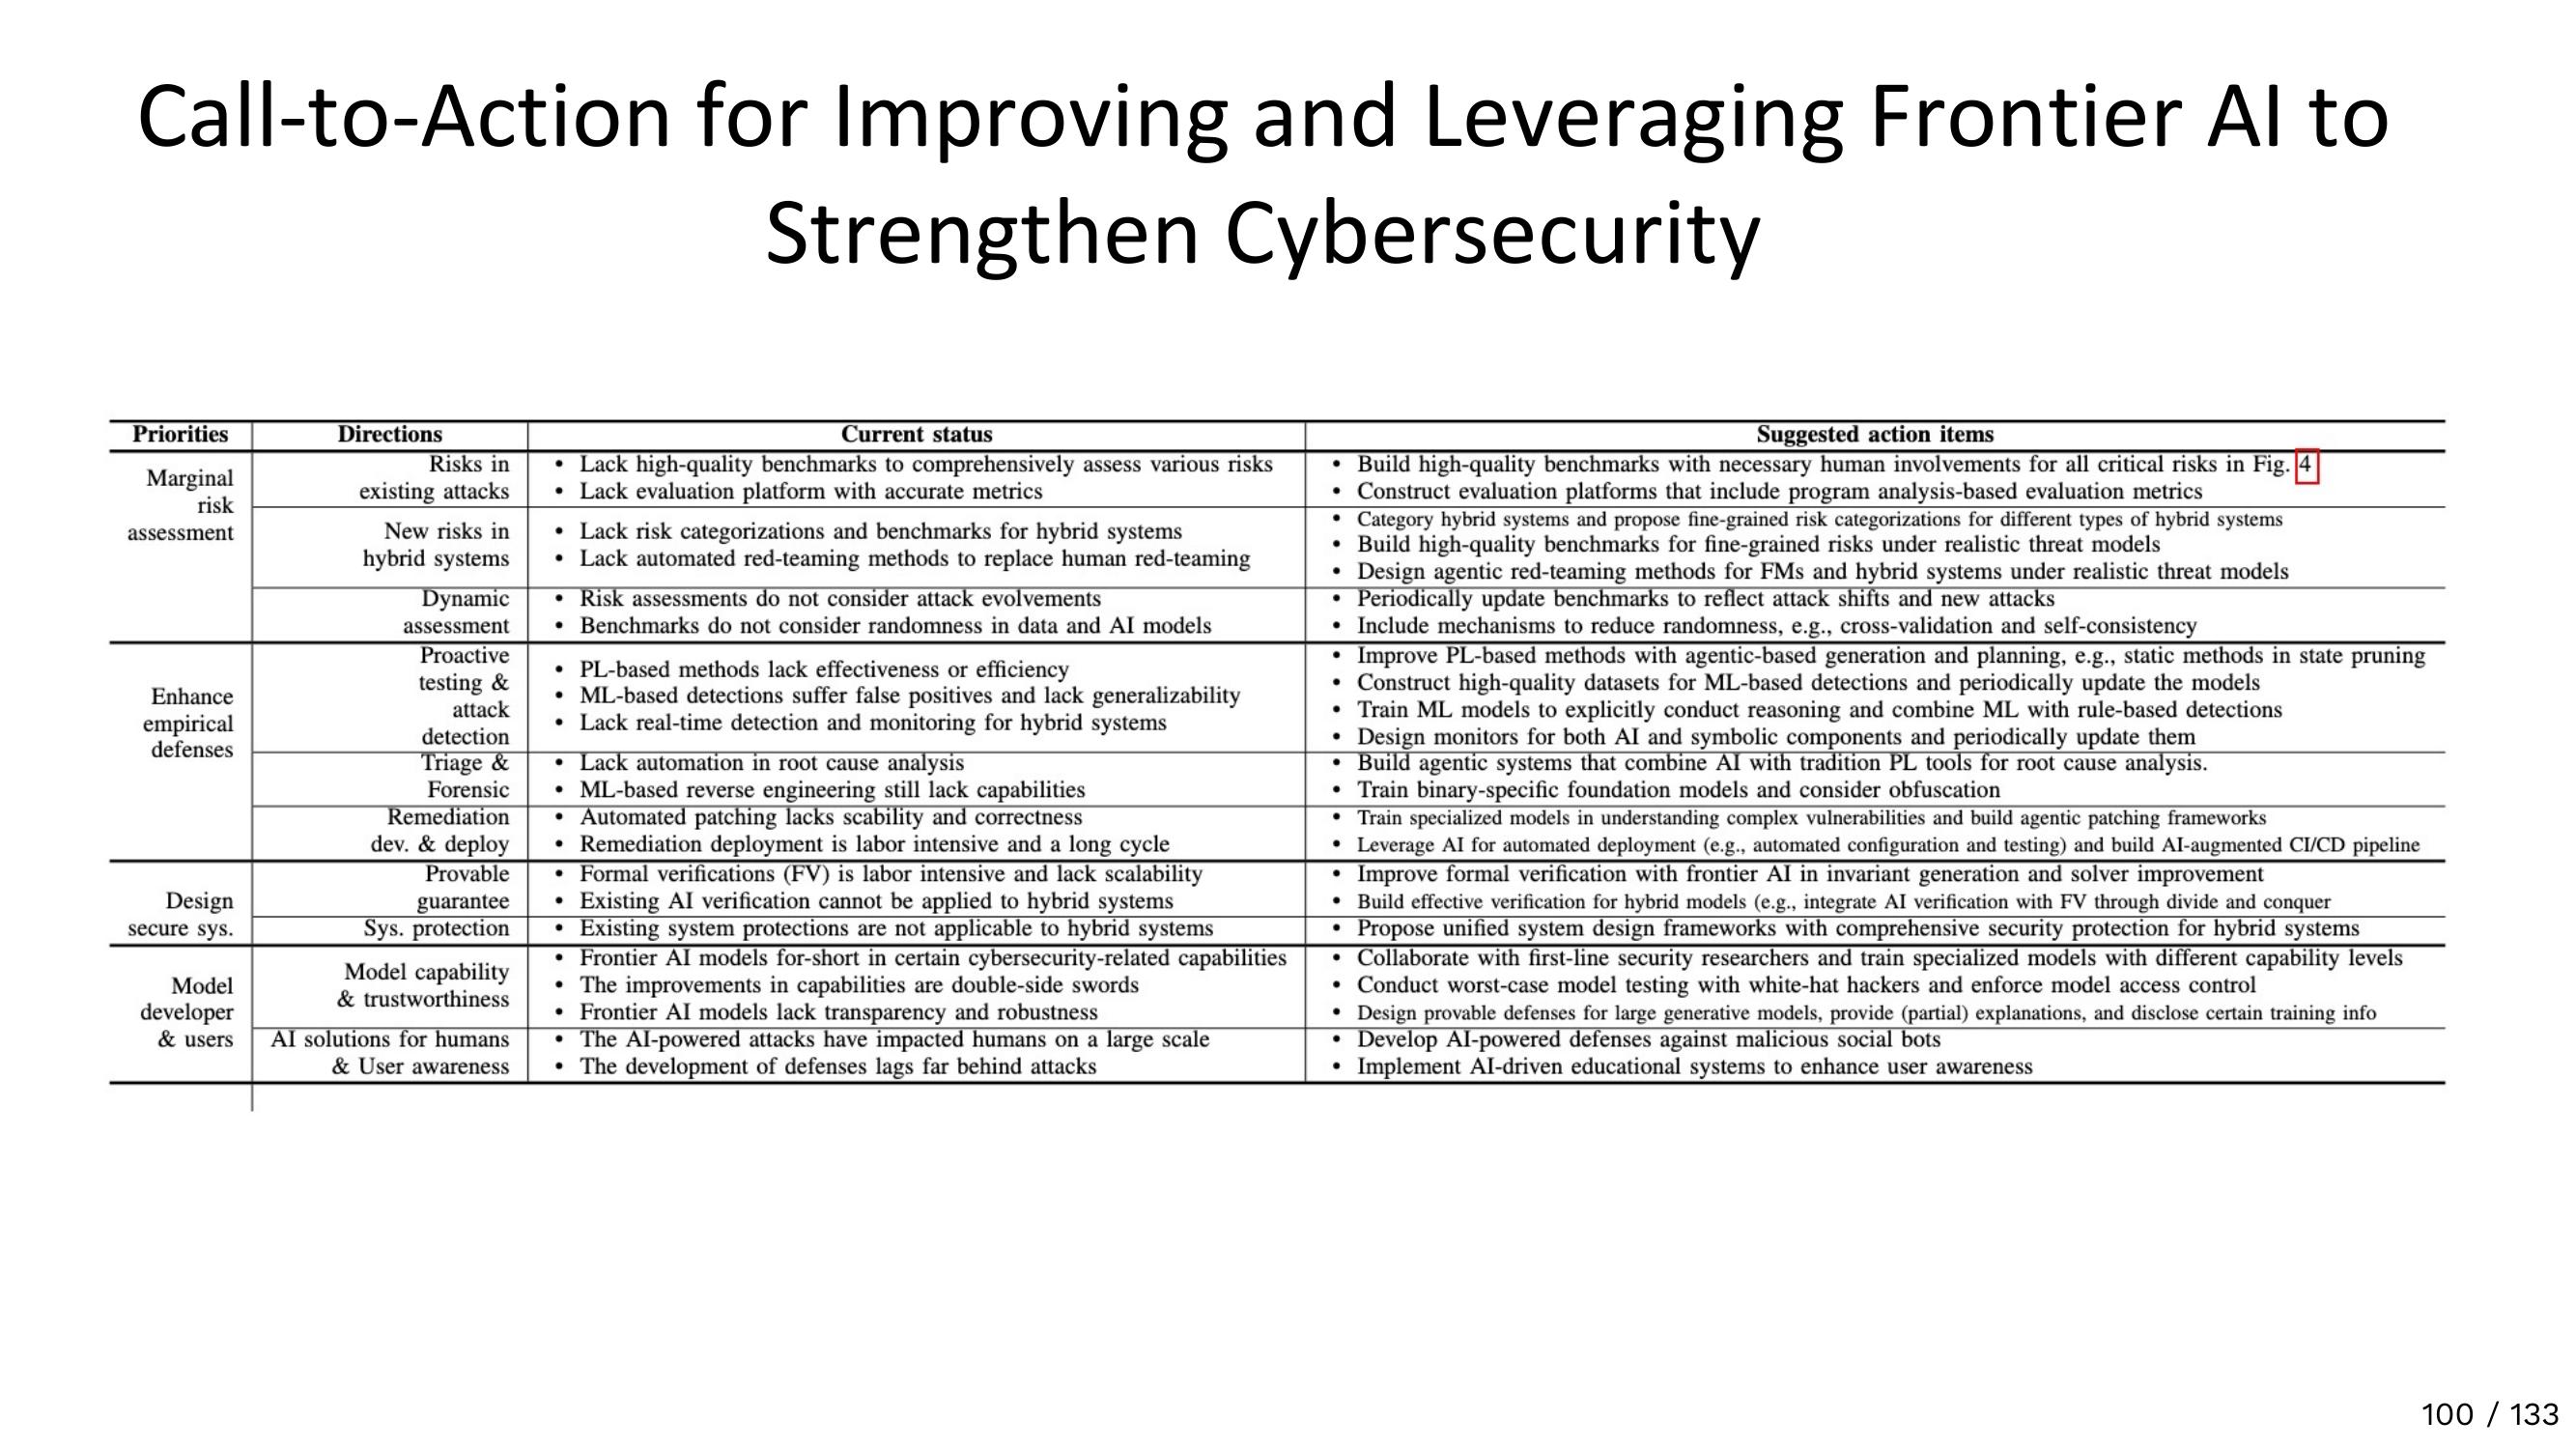 Call-to-Action for Improving and Leveraging Frontier AI to
Strengthen Cybersecurity
Priorities Directions Current status Suggested action items
Marginal
risk
assessment
Risks in
existing attacks
• Lack high-quality benchmarks to comprehensively assess various risks
• Lack evaluation platform with accurate metrics
• Build high-quality benchmarks with necessary human involvements for all critical risks in Fig. 4
• Construct evaluation platforms that include program analysis-based evaluation metrics
New risks in
hybrid systems
• Lack risk categorizations and benchmarks for hybrid systems
• Lack automated red-teaming methods to replace human red-teaming
• Category hybrid systems and propose fine-grained risk categorizations for different types of hybrid systems
• Build high-quality benchmarks for fine-grained risks under realistic threat models
• Design agentic red-teaming methods for FMs and hybrid systems under realistic threat models
Dynamic
assessment
• Risk assessments do not consider attack evolvements
• Benchmarks do not consider randomness in data and AI models
• Periodically update benchmarks to reflect attack shifts and new attacks
• Include mechanisms to reduce randomness, e.g., cross-validation and self-consistency
Enhance
empirical
defenses
Proactive
testing &
attack
detection
• PL-based methods lack effectiveness or efficiency
• ML-based detections suffer false positives and lack generalizability
• Lack real-time detection and monitoring for hybrid systems
• Improve PL-based methods with agentic-based generation and planning, e.g., static methods in state pruning
• Construct high-quality datasets for ML-based detections and periodically update the models
• Train ML models to explicitly conduct reasoning and combine ML with rule-based detections
• Design monitors for both AI and symbolic components and periodically update them
Triage &
Forensic
• Lack automation in root cause analysis
• ML-based reverse engineering still lack capabilities
• Build agentic systems that combine AI with tradition PL tools for root cause analysis.
• Train binary-specific foundation models and consider obfuscation
Remediation
dev. & deploy
• Automated patching lacks scability and correctness
• Remediation deployment is labor intensive and a long cycle
• Train specialized models in understanding complex vulnerabilities and build agentic patching frameworks
• Leverage AI for automated deployment (e.g., automated configuration and testing) and build AI-augmented CI/CD pipeline
Design
secure sys.
Provable
guarantee
• Formal verifications (FV) is labor intensive and lack scalability
• Existing AI verification cannot be applied to hybrid systems
• Improve formal verification with frontier AI in invariant generation and solver improvement
• Build effective verification for hybrid models (e.g., integrate AI verification with FV through divide and conquer
Sys. protection
• Existing system protections are not applicable to hybrid systems
• Propose unified system design frameworks with comprehensive security protection for hybrid systems
Model
developer
& users
Model capability
& trustworthiness
• Frontier AI models for-short in certain cybersecurity-related capabilities
• The improvements in capabilities are double-side swords
• Frontier AI models lack transparency and robustness
• Collaborate with first-line security researchers and train specialized models with different capability levels
• Conduct worst-case model testing with white-hat hackers and enforce model access control
• Design provable defenses for large generative models, provide (partial) explanations, and disclose certain training info
AI solutions for humans
& User awareness
• The AI-powered attacks have impacted humans on a large scale
• The development of defenses lags far behind attacks
• Develop AI-powered defenses against malicious social bots
• Implement AI-driven educational systems to enhance user awareness
100 / 133